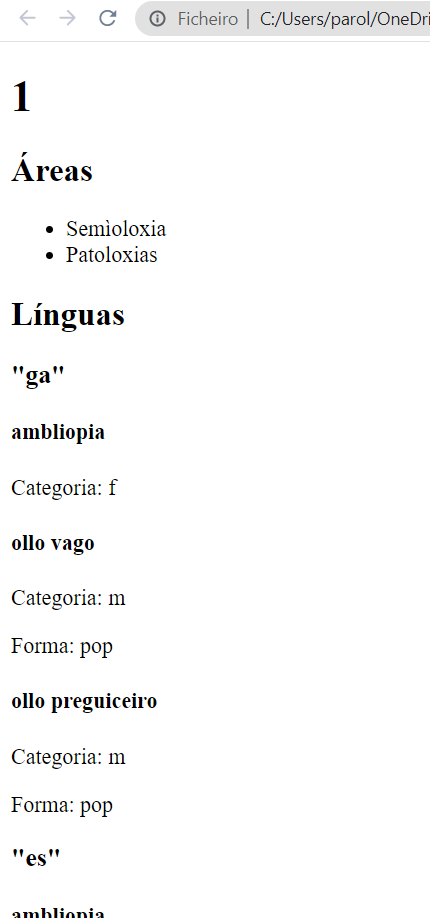 Ficheiro | C:/Users/parol/OneDri
1
Áreas
Semìoloxia
Patoloxias
Línguas
"ga"
ambliopia
Categoria: f
ollo vago
Categoria: m
Forma: pop
ollo preguiceiro
Categoria: m
Forma: pop
"es"
ambliopia